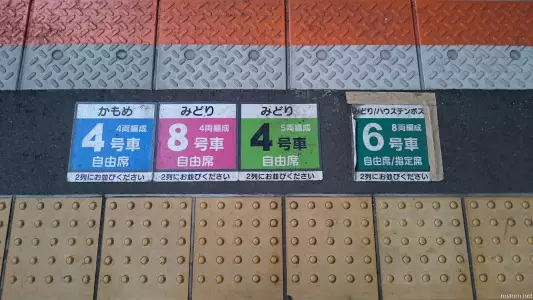 かもめ
4両編成
4号車
自由席
2列にお並びください
みどり
4両編成
8号車
自由席
2列にお並びください
みどり
5両編成
4号車
自由席
2列にお並びください
みどり/ハウステンボス
8両編成
6号車
自由席/指定席
2列にお並びください